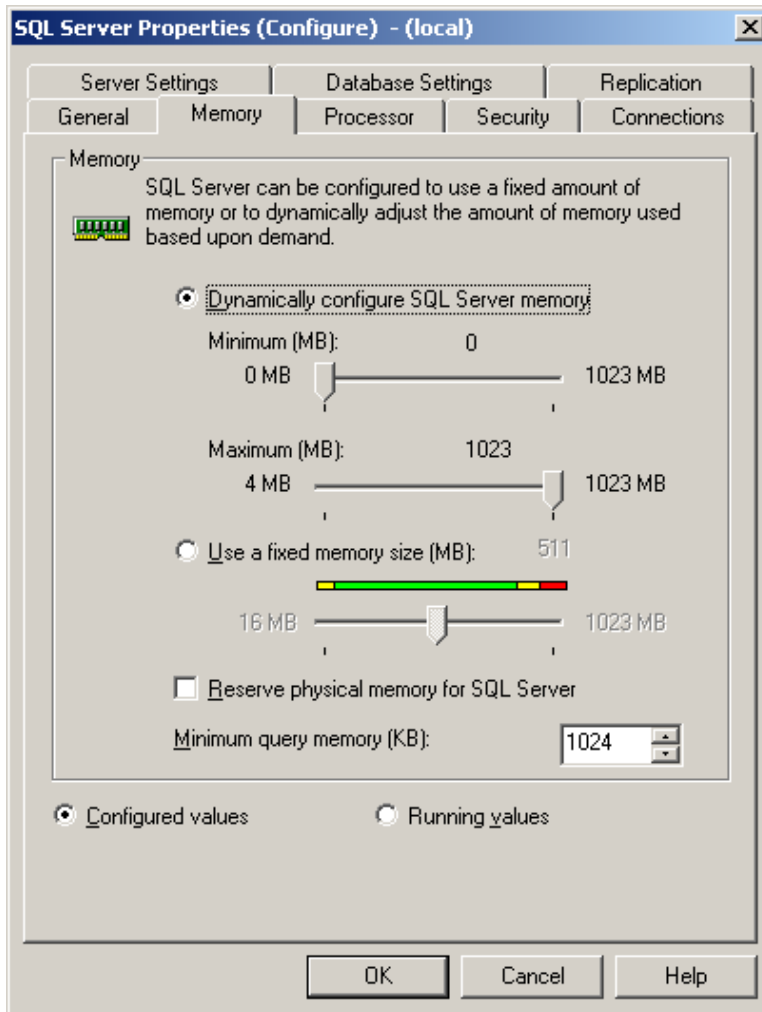 SQL Server Properties (Configure) - (local)
Server Settings Database Settings Replication
General Memory Processor Security Connections
Memory
SQL Server can be configured to use a fixed amount of
memory or to dynamically adjust the amount of memory used
based upon demand.
Dynamically configure SQL Server memory
Minimum (MB): 0
0 MB 1023 MB
Maximum (MB): 1023
4 MB 1023 MB
Use a fixed memory size (MB): 511
16 MB 1023 MB
Reserve physical memory for SQL Server
Minimum query memory (KB): 1024
Configured values Running values
OK Cancel Help